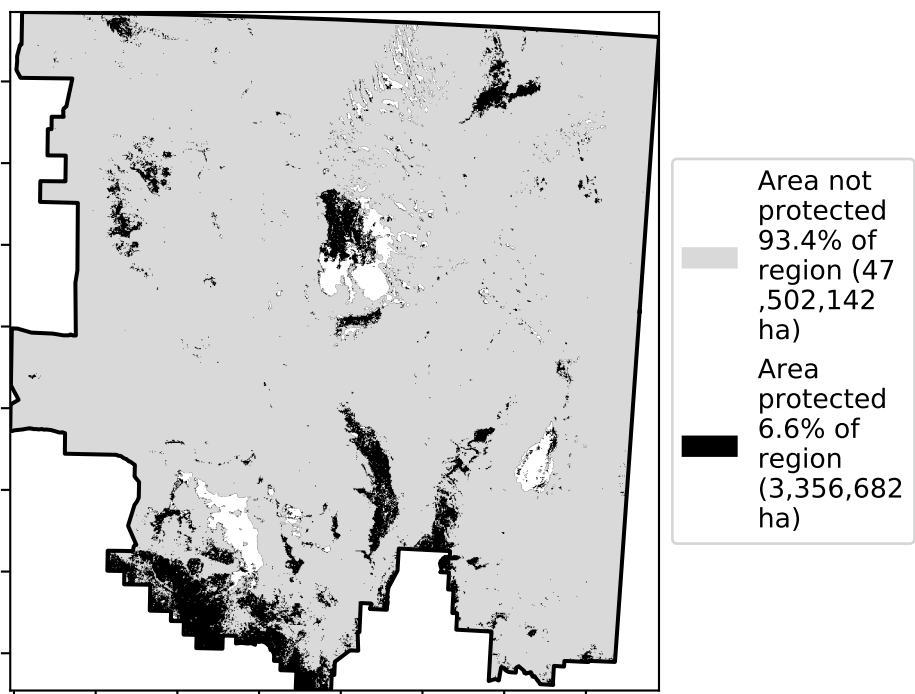 Area not
protected
93.4% of
region (47
,502,142
ha)
Area
protected
6.6% of
region
(3,356,682
ha)